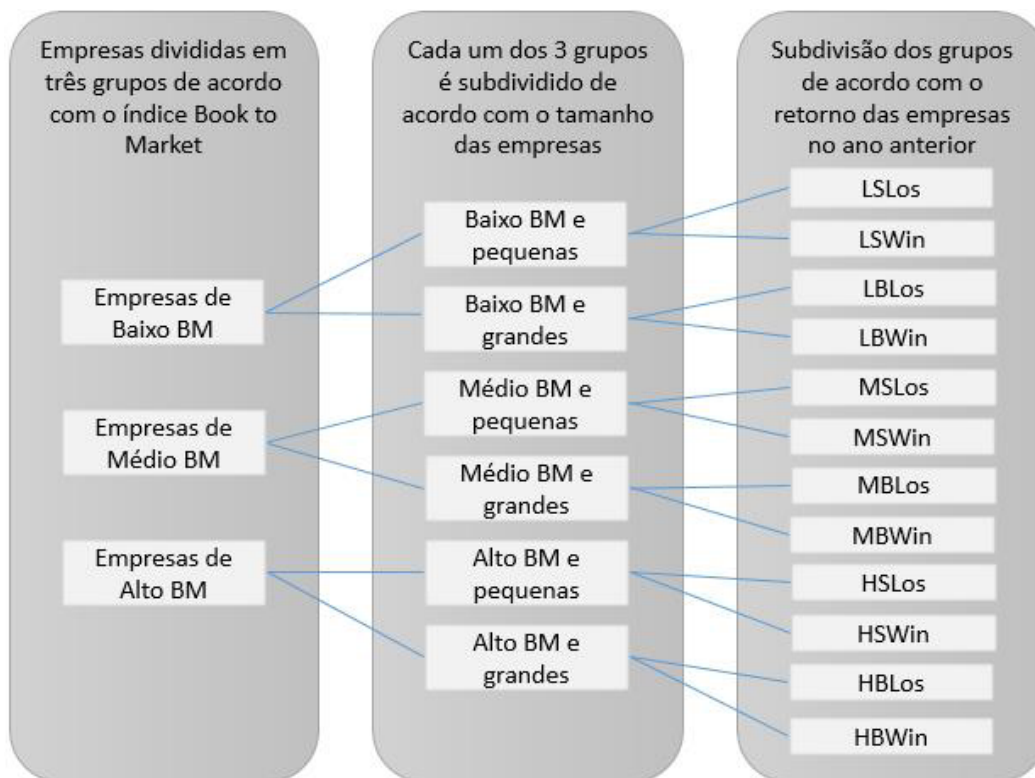 Empresas divididas em
três grupos de acordo
com o índice Book to
Market
Empresas de
Baixo BM
Empresas de
Médio BM
Empresas de
Alto BM
Cada um dos 3 grupos
é subdividido de
acordo com o tamanho
das empresas
Baixo BM e
pequenas
Baixo BM e
grandes
Médio BM e
pequenas
Médio BM e
grandes
Alto BM e
pequenas
Alto BM e
grandes
Subdivisão dos grupos
de acordo com o
retorno das empresas
no ano anterior
LSLos
LSWin
LBLos
LBWin
MSLos
MSWin
MBLos
MBWin
HSLos
HSWin
HBLos
HBWin